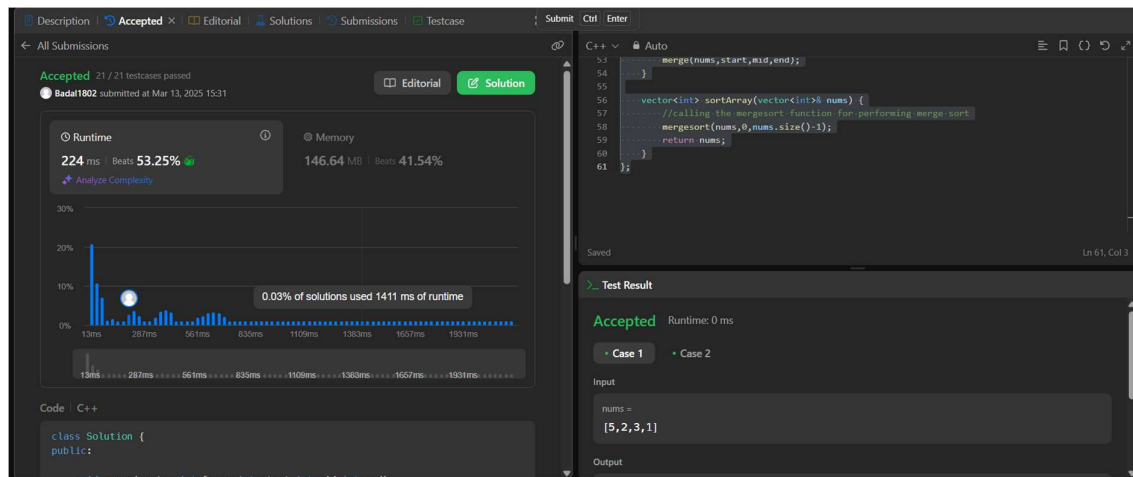 Description | Accepted × | Editorial | Solutions | Submissions | Testcase
Submit Ctrl Enter
← All Submissions
Accepted 21 / 21 testcases passed
Badal1802 submitted at Mar 13, 2025 15:31
Editorial
Solution
Runtime
224 ms | Beats 53.25%
Analyze Complexity
Memory
146.64 MB | Beats 41.54%
30%
20%
10%
0%
0.03% of solutions used 1411 ms of runtime
13ms 287ms 561ms 835ms 1109ms 1383ms 1657ms 1931ms
13ms 287ms 561ms 835ms 1109ms 1383ms 1657ms 1931ms
Code | C++
class Solution {
public:
C++ Auto
53 merge(nums,start,mid,end);
54 }
55
56 vector<int> sortArray(vector<int>& nums) {
57 //calling the mergesort function for performing merge sort
58 mergesort(nums,0,nums.size()-1);
59 return nums;
60 }
61 };
Saved
Ln 61, Col 3
>_ Test Result
Accepted Runtime: 0 ms
• Case 1 • Case 2
Input
nums =
[5,2,3,1]
Output